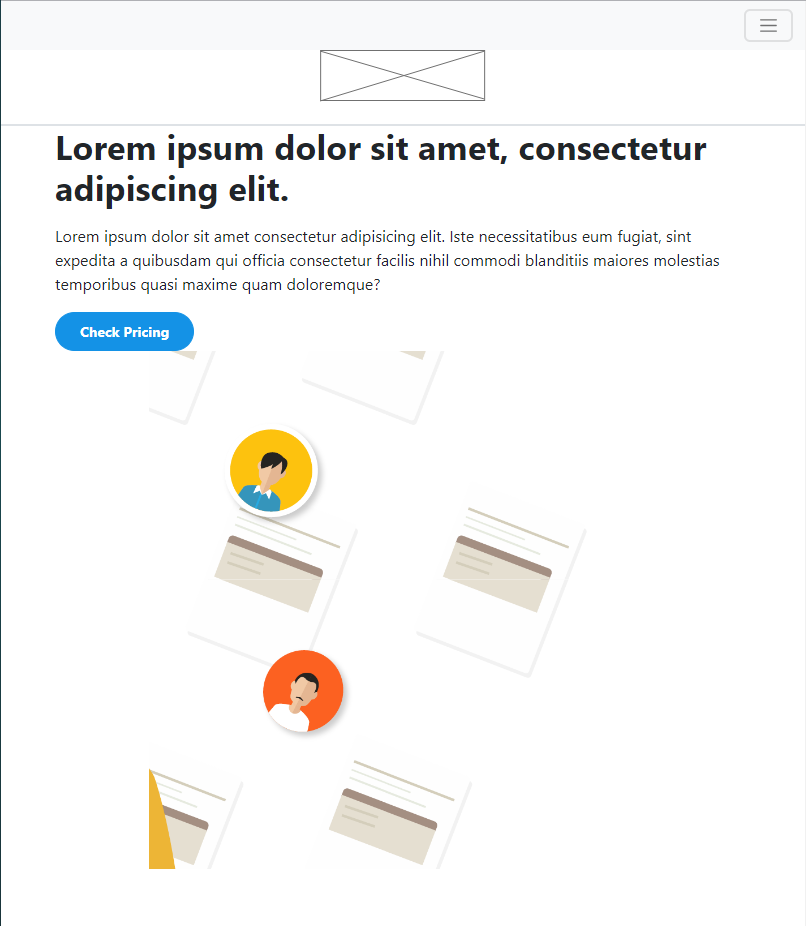 Lorem ipsum dolor sit amet, consectetur
adipiscing elit.
Lorem ipsum dolor sit amet consectetur adipisicing elit. Iste necessitatibus eum fugiat, sint
expedita a quibusdam qui officia consectetur facilis nihil commodi blanditiis maiores molestias
temporibus quasi maxime quam doloremque?
Check Pricing